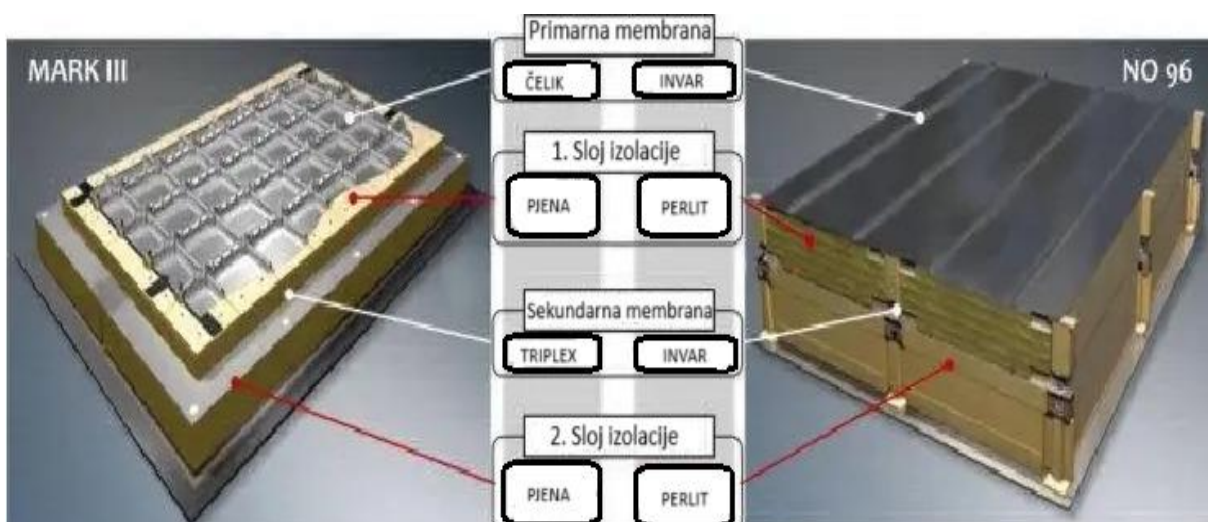 Primarna membrana
MARK III
NO 96
ČELIK
INVAR
1. Sloj izolacije
PJENA
PERLIT
Sekundarna membrana
TRIPLEX
INVAR
2. Sloj izolacije
PJENA
PERLIT